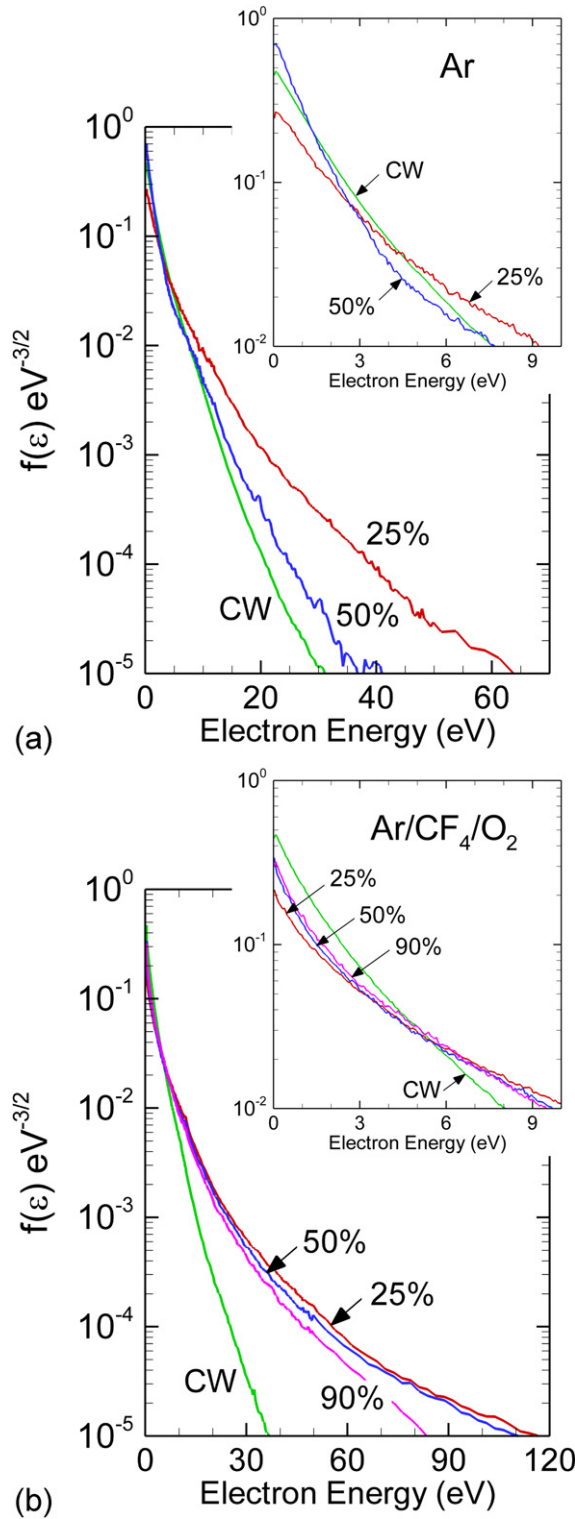 Ar
10^0
10^-1
10^-2
CW
50%
25%
0 3 6 9
Electron Energy (eV)
10^0
10^-1
10^-2
10^-3
10^-4
10^-5
f(ε) eV^-3/2
25%
50%
CW
0 20 40 60
Electron Energy (eV)
(a)
Ar/CF₄/O₂
10^0
10^-1
10^-2
25%
50%
90%
CW
0 3 6 9
Electron Energy (eV)
10^0
10^-1
10^-2
10^-3
10^-4
10^-5
f(ε) eV^-3/2
50%
25%
CW
90%
0 30 60 90 120
Electron Energy (eV)
(b)